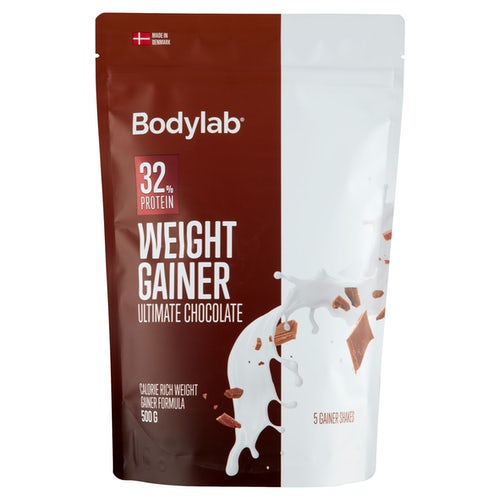 MADE IN
DENMARK
Bodylab®
32%
PROTEIN
WEIGHT
GAINER
ULTIMATE CHOCOLATE
CALORIE RICH WEIGHT
GAINER FORMULA
500 G
5 GAINER SHAKES